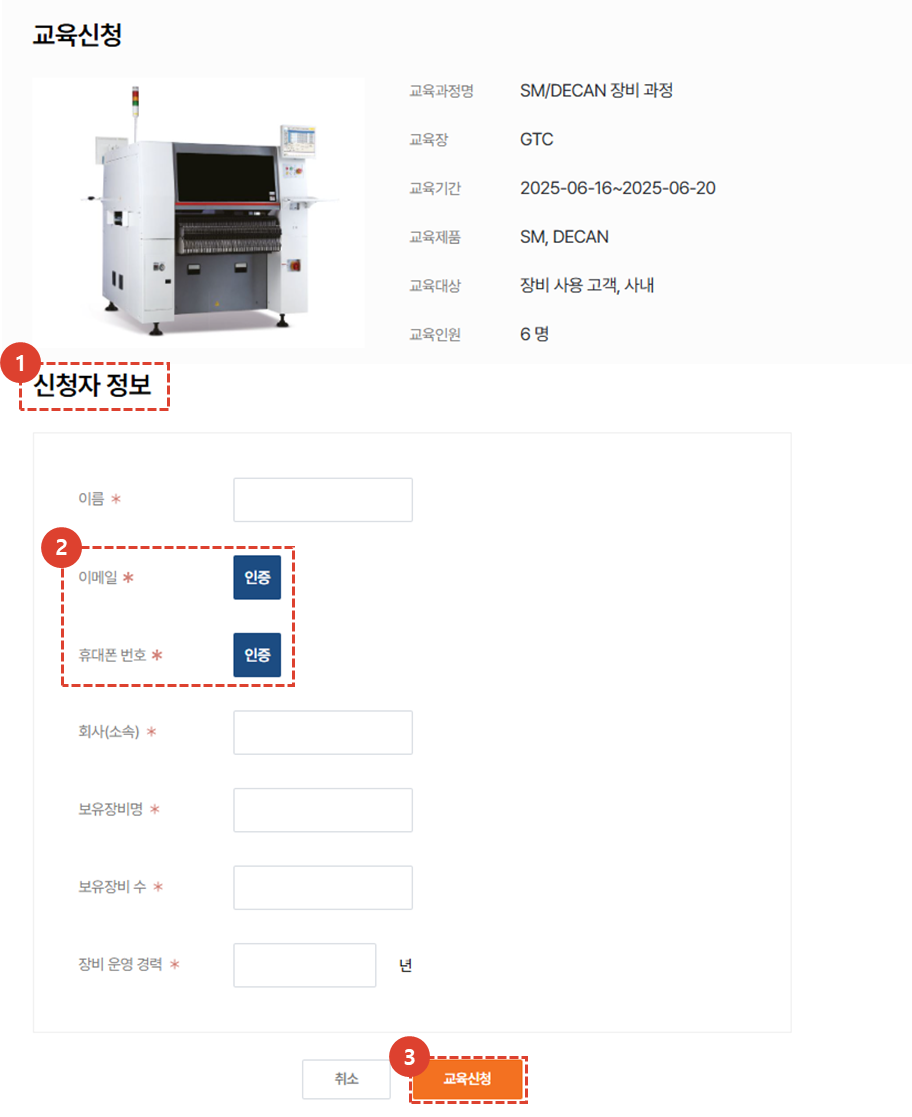 교육신청
교육과정명 SM/DECAN 장비 과정
교육장 GTC
교육기간 2025-06-16~2025-06-20
교육제품 SM, DECAN
교육대상 장비 사용 고객, 사내
교육인원 6 명
1
신청자 정보
이름 *
2
이메일 * 인증
휴대폰 번호 * 인증
회사(소속) *
보유장비명 *
보유장비 수 *
장비 운영 경력 * 년
3
취소 교육신청